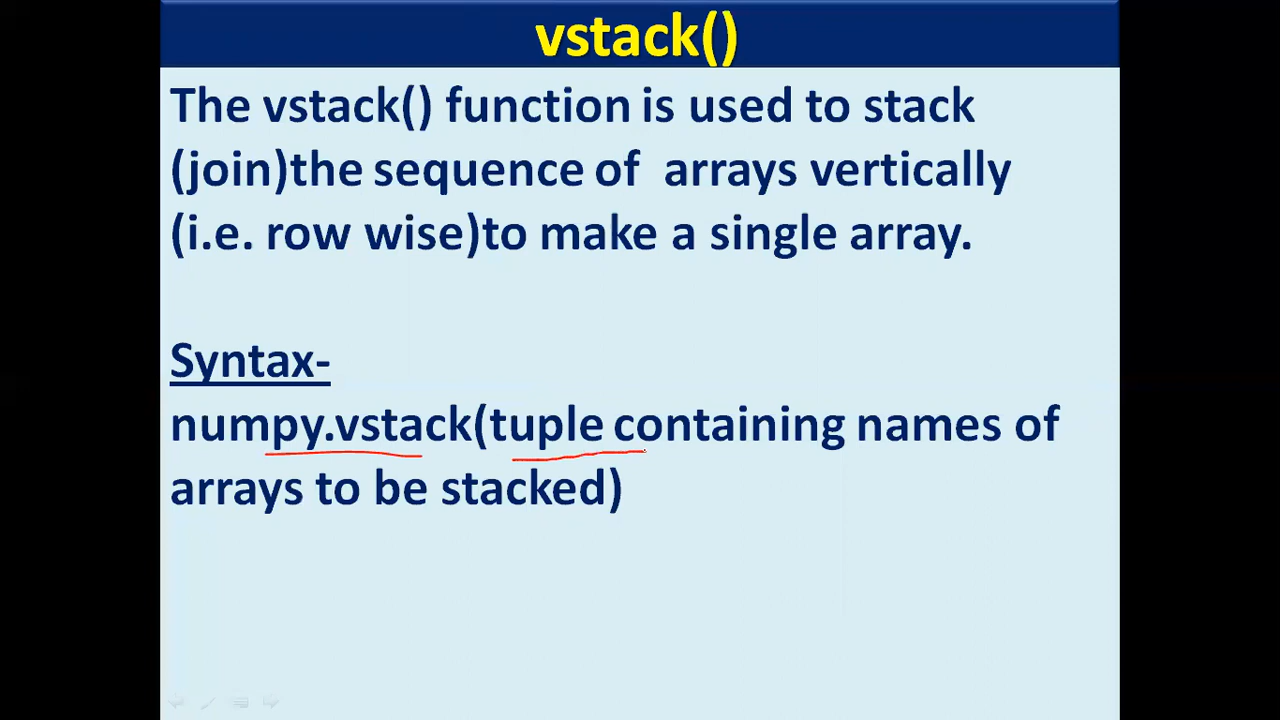 vstack()
The vstack() function is used to stack
(join)the sequence of  arrays vertically
(i.e. row wise)to make a single array.
Syntax-
numpy.vstack(tuple containing names of
arrays to be stacked)